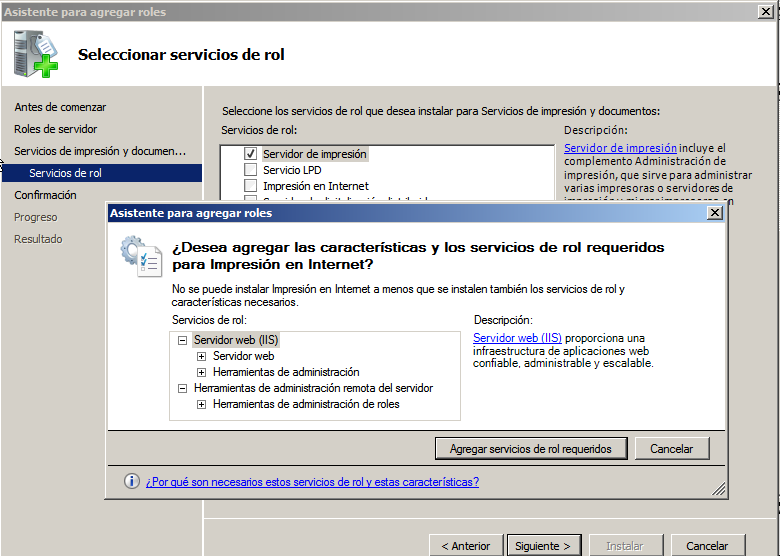 Asistente para agregar roles
Seleccionar servicios de rol
Antes de comenzar
Roles de servidor
Servicios de impresión y documen...
Servicios de rol
Confirmación
Progreso
Resultado
Seleccione los servicios de rol que desea instalar para Servicios de impresión y documentos:
Servicios de rol:
Servidor de impresión
Servicio LPD
Impresión en Internet
Descripción:
Servidor de impresión incluye el
complemento Administración de
impresión, que sirve para administrar
varias impresoras o servidores de
Asistente para agregar roles
¿Desea agregar las características y los servicios de rol requeridos
para Impresión en Internet?
No se puede instalar Impresión en Internet a menos que se instalen también los servicios de rol y
características necesarios.
Servicios de rol:
Servidor web (IIS)
Servidor web
Herramientas de administración
Herramientas de administración remota del servidor
Herramientas de administración de roles
Descripción:
Servidor web (IIS) proporciona una
infraestructura de aplicaciones web
confiable, administrable y escalable.
Agregar servicios de rol requeridos
Cancelar
¿Por qué son necesarios estos servicios de rol y estas características?
< Anterior
Siguiente >
Instalar
Cancelar